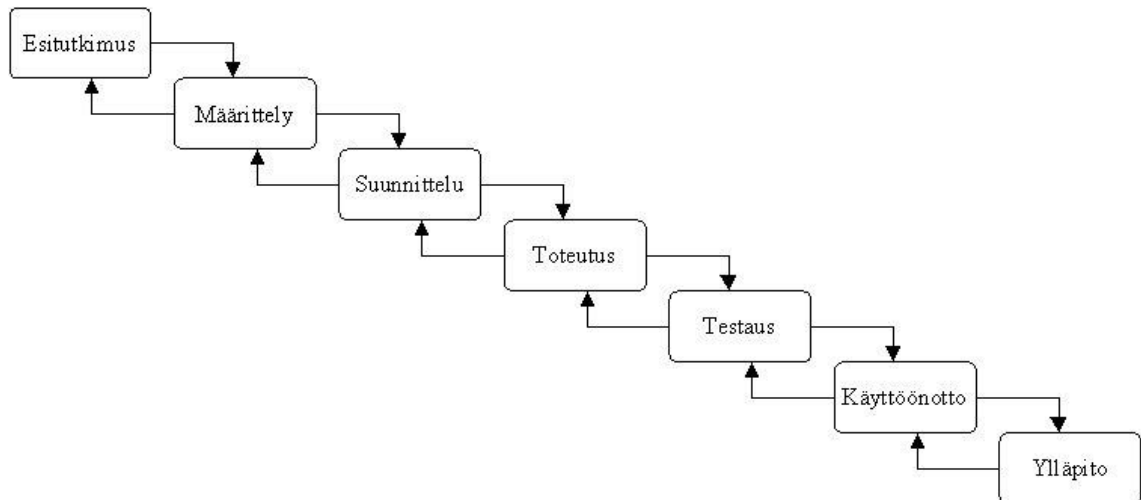 Esitutkimus
Määrittely
Suunnittelu
Toteutus
Testaus
Käyttöönotto
Ylläpito